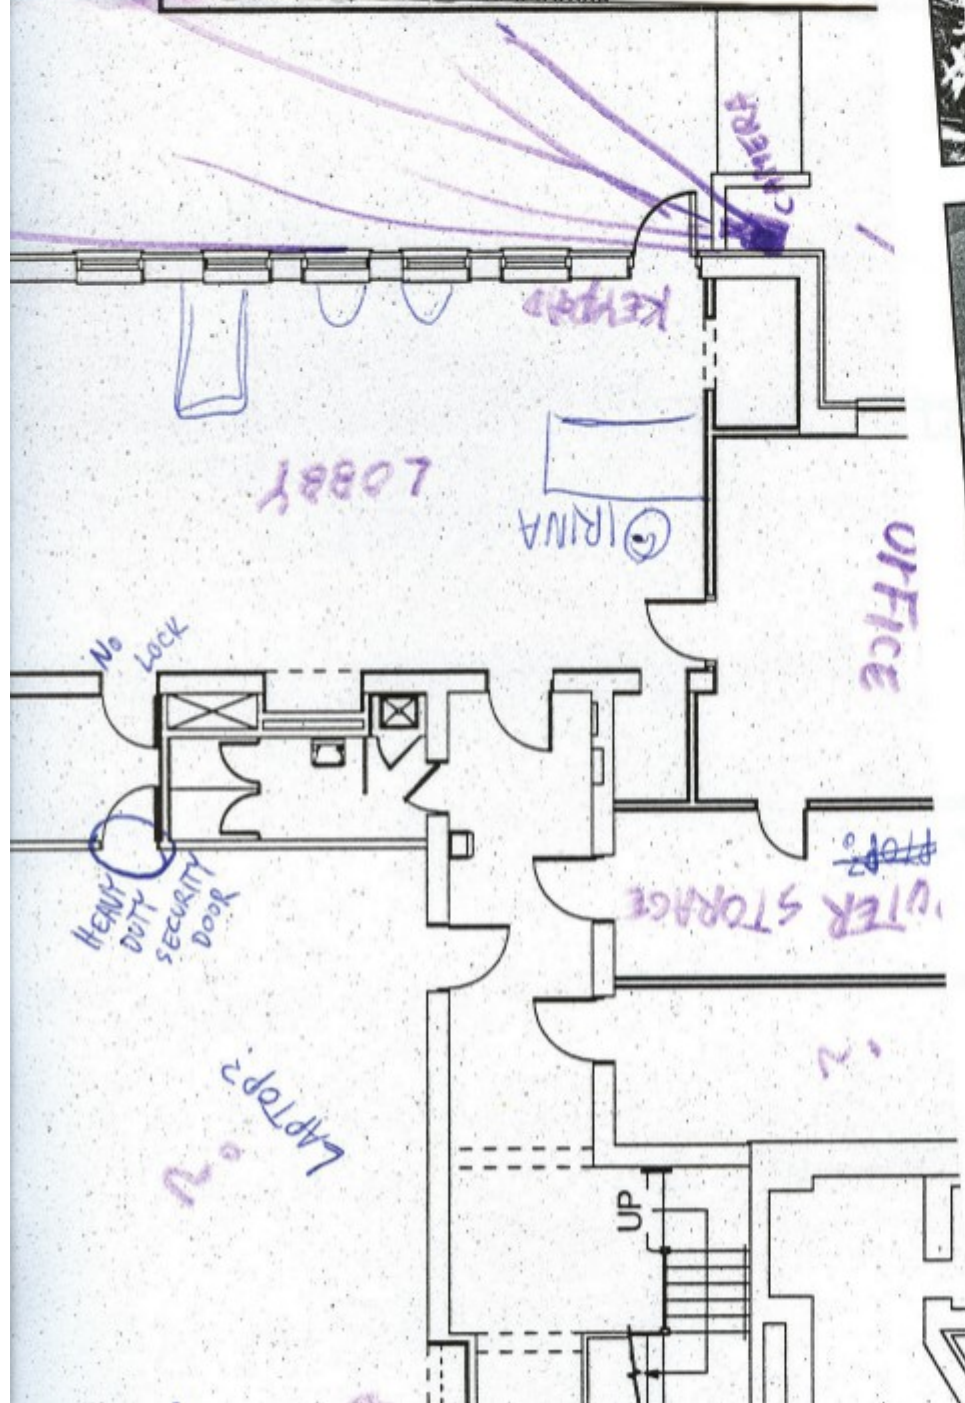 CAMERA
KEYPAD
LOBBY
IRINA
OFFICE
No
LOCK
UTER STORAGE
HEAVY
DUTY
SECURITY
DOOR
?
LAPTOP?
?
UP